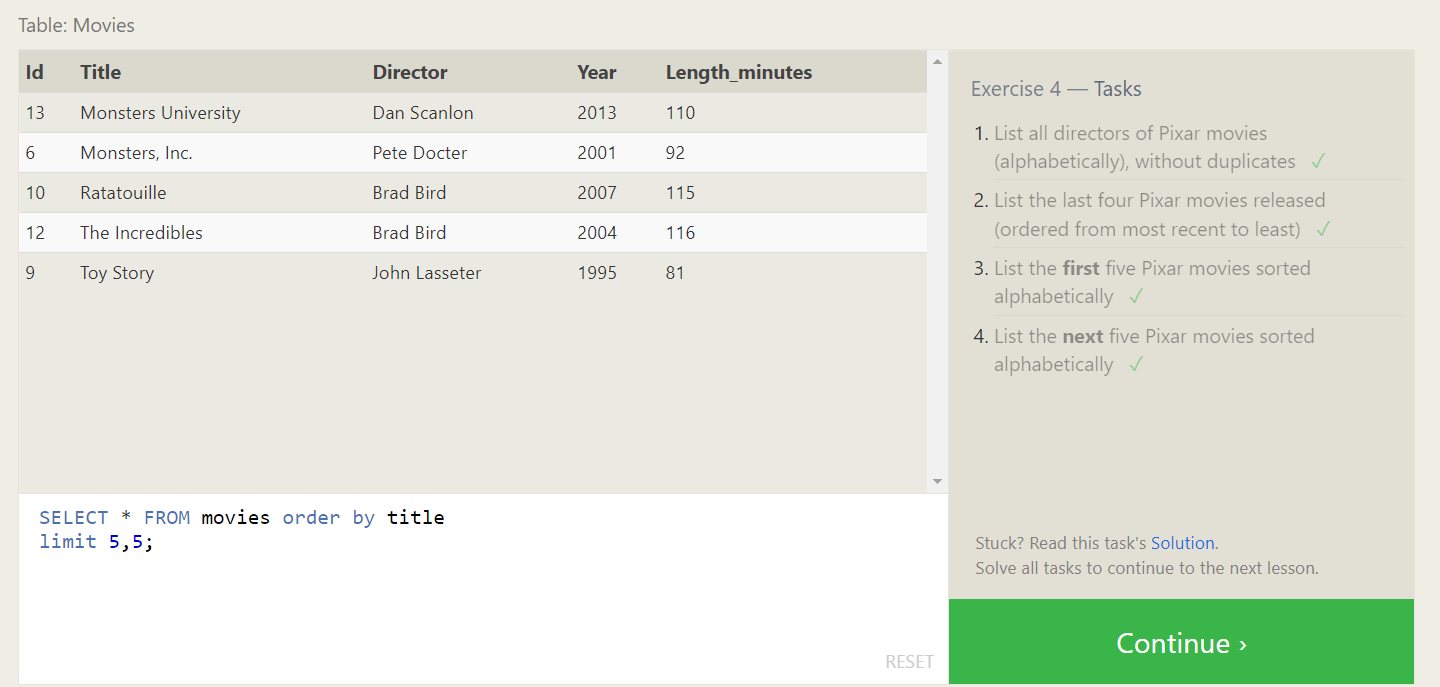 Table: Movies
Id Title Director Year Length_minutes
13 Monsters University Dan Scanlon 2013 110
6 Monsters, Inc. Pete Docter 2001 92
10 Ratatouille Brad Bird 2007 115
12 The Incredibles Brad Bird 2004 116
9 Toy Story John Lasseter 1995 81
SELECT * FROM movies order by title
limit 5,5;
RESET
Exercise 4 — Tasks
1. List all directors of Pixar movies
(alphabetically), without duplicates ✓
2. List the last four Pixar movies released
(ordered from most recent to least) ✓
3. List the first five Pixar movies sorted
alphabetically ✓
4. List the next five Pixar movies sorted
alphabetically ✓
Stuck? Read this task's Solution.
Solve all tasks to continue to the next lesson.
Continue ›